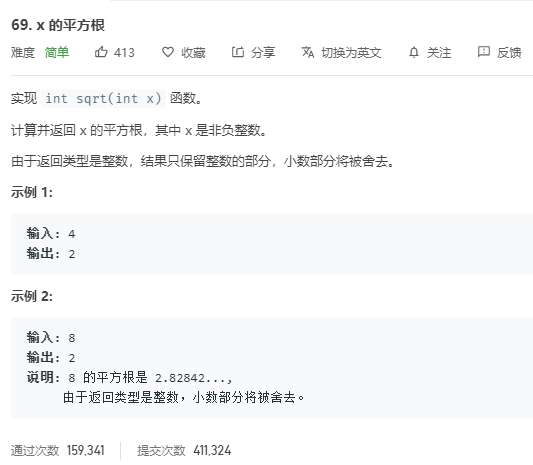 69. x 的平方根
难度 简单 413 收藏 分享 切换为英文 关注 反馈
实现 int sqrt(int x) 函数。
计算并返回 x 的平方根，其中 x 是非负整数。
由于返回类型是整数，结果只保留整数的部分，小数部分将被舍去。
示例 1:
输入: 4
输出: 2
示例 2:
输入: 8
输出: 2
说明: 8 的平方根是 2.82842...,
由于返回类型是整数，小数部分将被舍去。
通过次数 159,341 提交次数 411,324